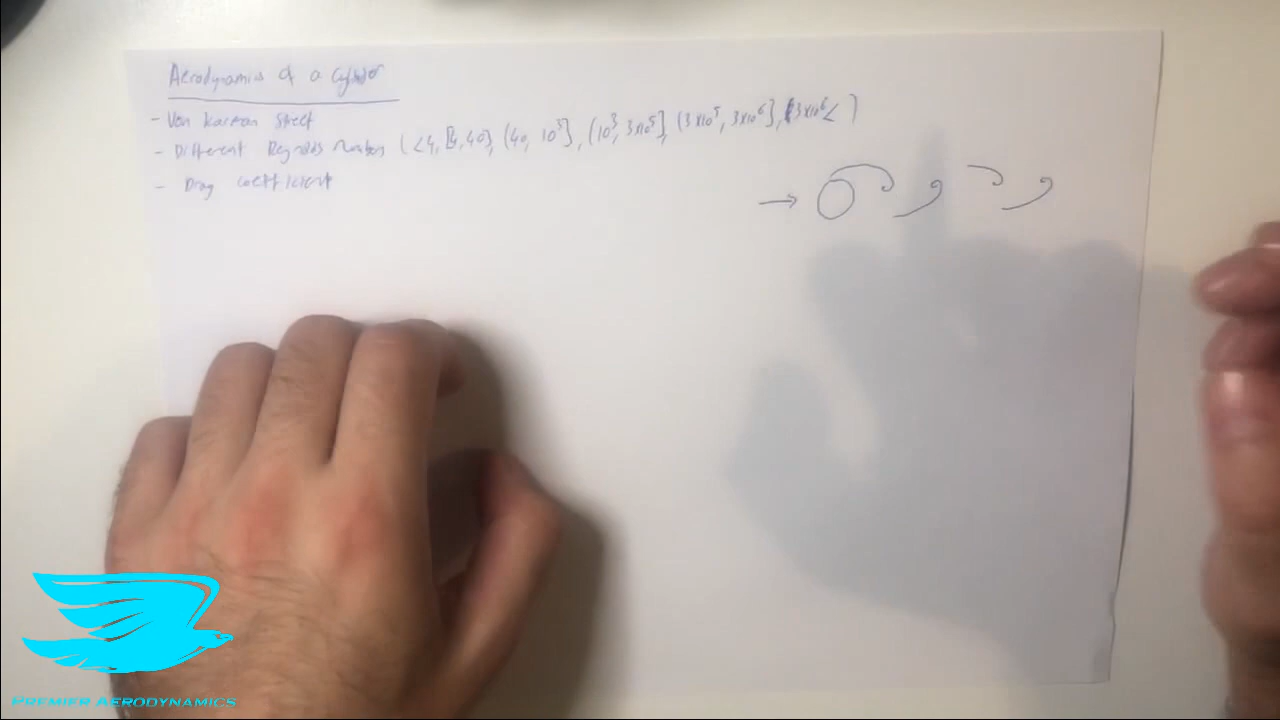 Aerodynamics of a Cylinder
- Von Karman Street
- Different Reynolds numbers (<4, [4,40], (40, 10³], (10³, 3x10⁵], (3x10⁵, 3x10⁶], (3x10⁶< )
- Drag coefficient
PREMIER AERODYNAMICS